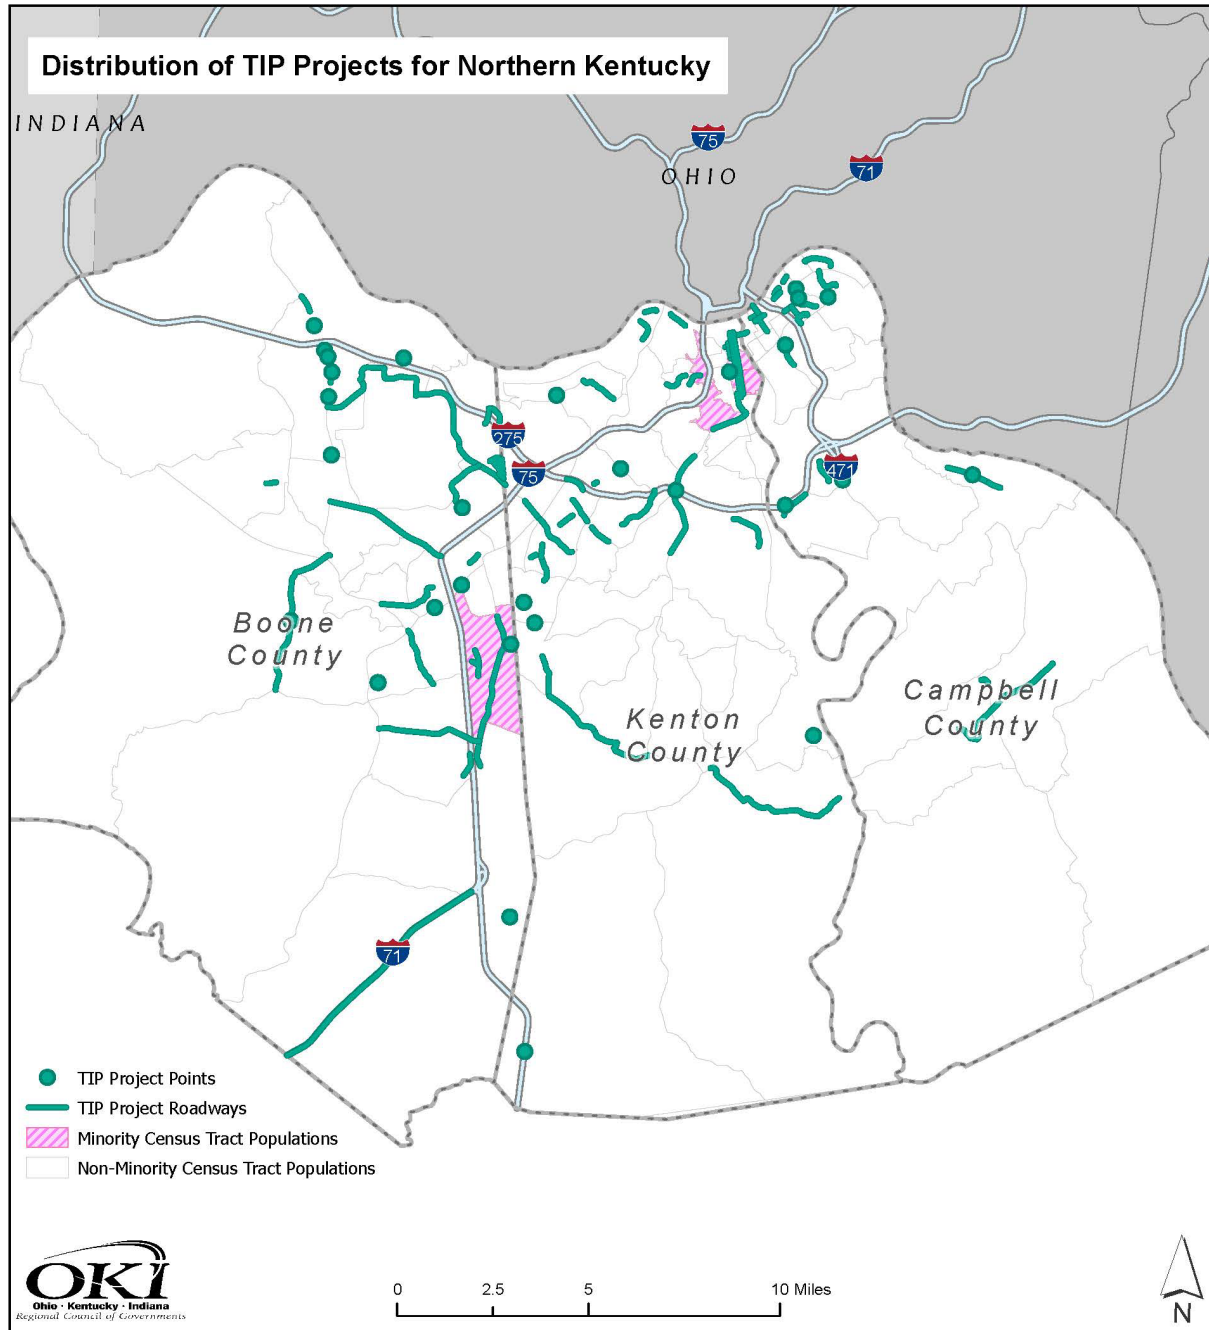 Distribution of TIP Projects for Northern Kentucky
INDIANA
75
OHIO
71
275
75
471
Boone
County
Kenton
County
Campbell
County
71
TIP Project Points
TIP Project Roadways
Minority Census Tract Populations
Non-Minority Census Tract Populations
OKI
Ohio · Kentucky · Indiana
Regional Council of Governments
0 2.5 5 10 Miles
N